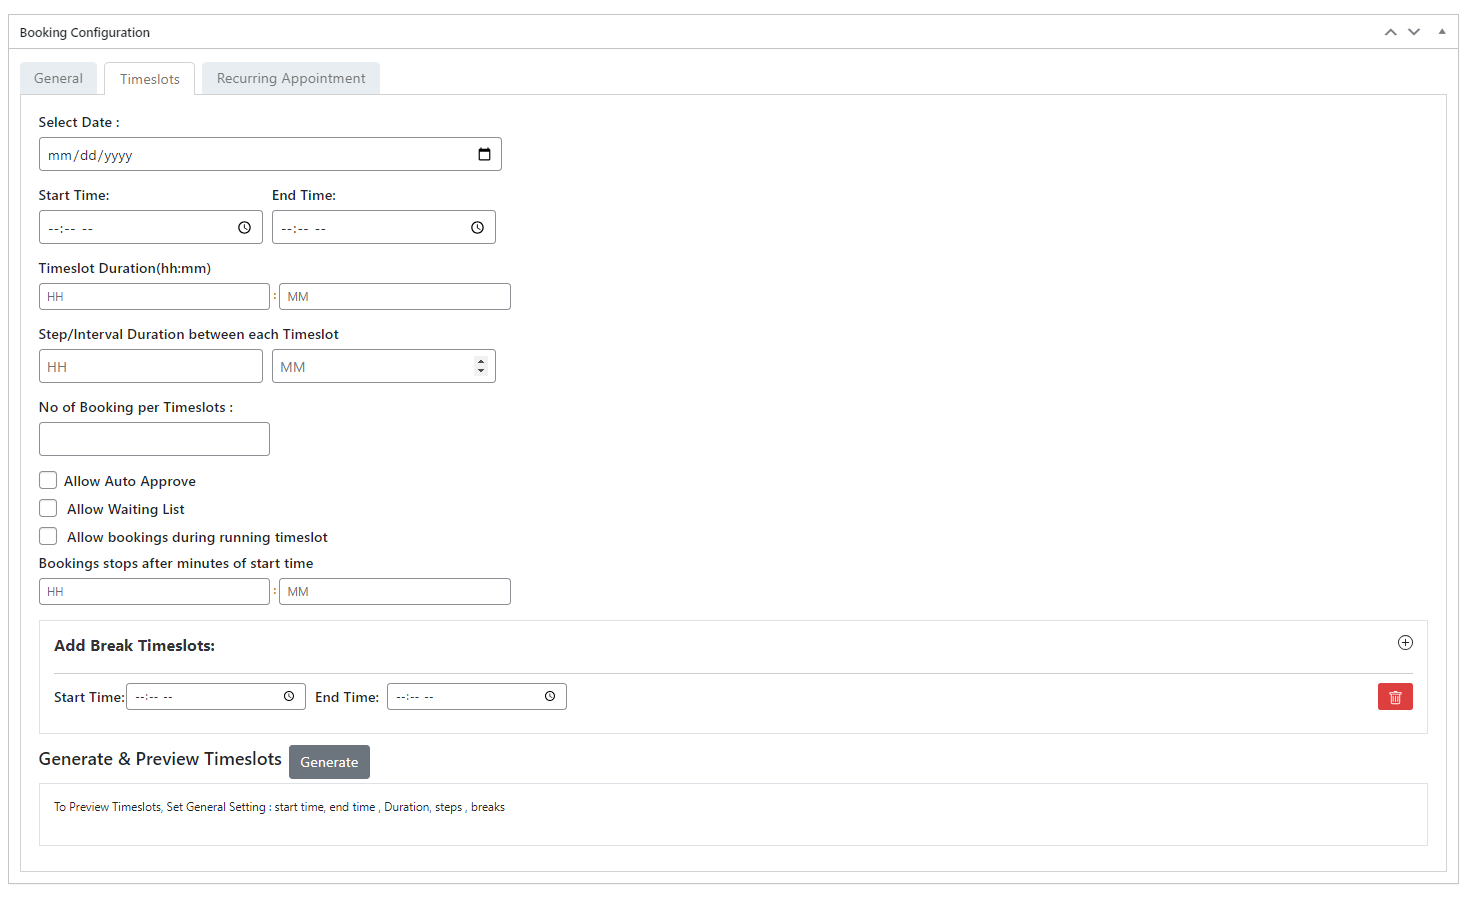 Booking Configuration
General Timeslots Recurring Appointment
Select Date :
mm/dd/yyyy
Start Time: End Time:
--:-- -- --:-- --
Timeslot Duration(hh:mm)
HH : MM
Step/Interval Duration between each Timeslot
HH MM
No of Booking per Timeslots :
Allow Auto Approve
Allow Waiting List
Allow bookings during running timeslot
Bookings stops after minutes of start time
HH : MM
Add Break Timeslots:
Start Time: --:-- -- End Time: --:-- --
Generate & Preview Timeslots Generate
To Preview Timeslots, Set General Setting : start time, end time , Duration, steps , breaks